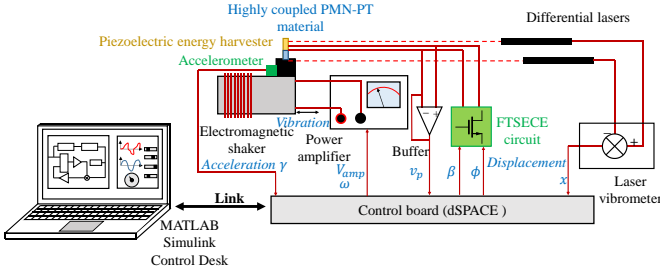 Highly coupled PMN-PT
material
Differential lasers
Piezoelectric energy harvester
Accelerometer
Vibration
Electromagnetic
shaker
Power
amplifier
Buffer
FTSECE
circuit
Acceleration γ
V_amp
ω
v_p
β
ϕ
Displacement
x
Laser
vibrometer
Link
Control board (dSPACE )
MATLAB
Simulink
Control Desk
− +
− +